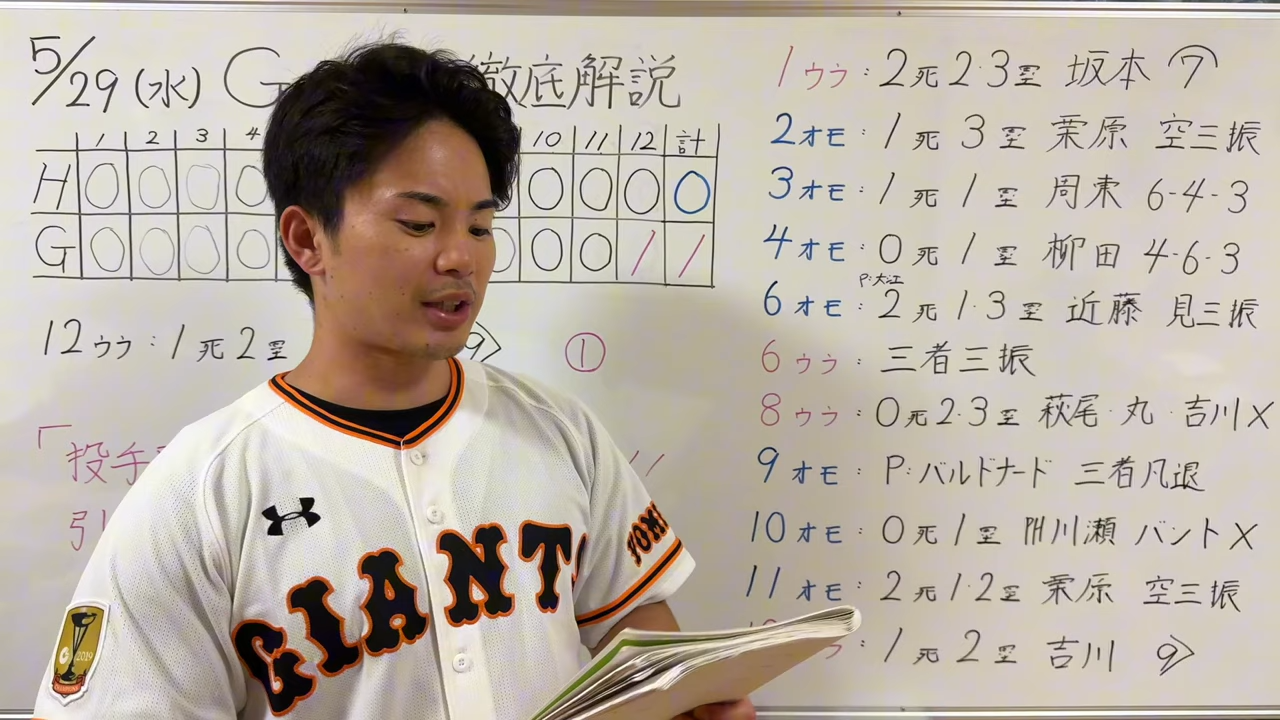 5/29(水) G 徹底解説
1 2 3 4 10 11 12 計
H 0 0 0 0 0 0 0 0
G 0 0 0 0 0 0 1 1
12ウラ:1死2塁 9> ①
「投手
引
1ウラ:2死2・3塁 坂本 ⑦
2オモ:1死3塁 栗原 空三振
3オモ:1死1塁 周東 6-4-3
4オモ:0死1塁 柳田 4-6-3
P:大江
6オモ:2死1・3塁 近藤 見三振
6ウラ:三者三振
8ウラ:0死2・3塁 萩尾・丸・吉川×
9オモ:P:バルドナード 三者凡退
10オモ:0死1塁 川瀬 バント×
11オモ:2死1・2塁 栗原 空三振
1死2塁 吉川 9>
GIANTS
2019
CHAMPIONS
YOMI